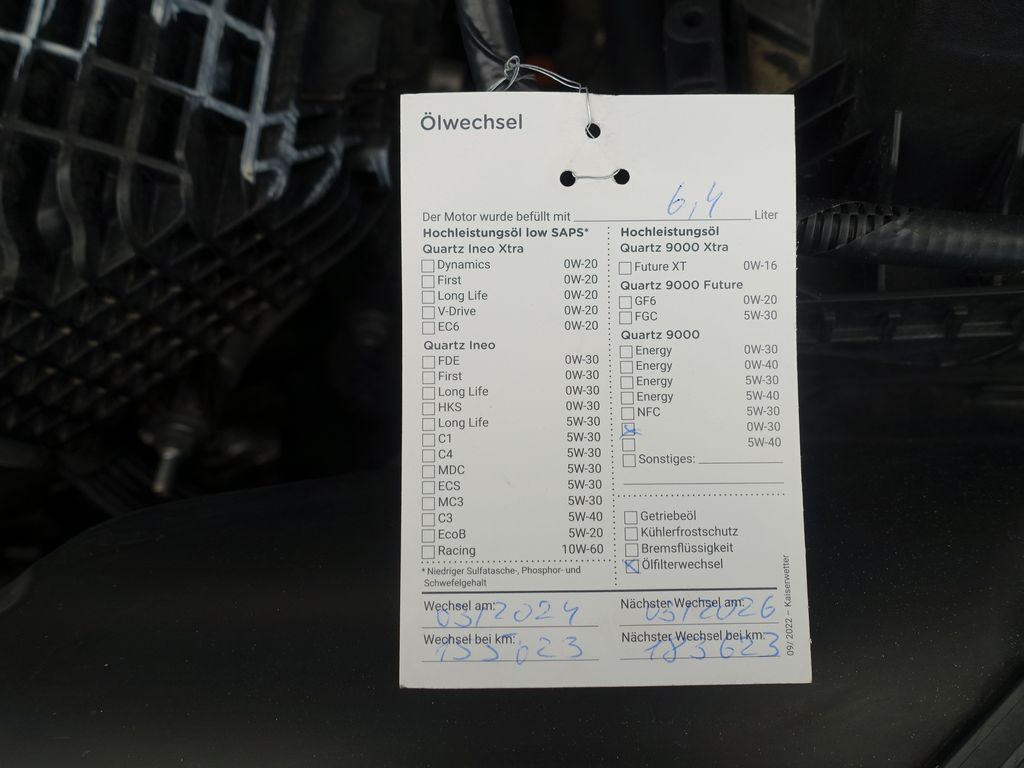 Ölwechsel
Der Motor wurde befüllt mit 6,4 Liter
Hochleistungsöl low SAPS*
Quartz Ineo Xtra
Dynamics 0W-20
First 0W-20
Long Life 0W-20
V-Drive 0W-20
EC6 0W-20
Quartz Ineo
FDE 0W-30
First 0W-30
Long Life 0W-30
HKS 0W-30
Long Life 5W-30
C1 5W-30
C4 5W-30
MDC 5W-30
ECS 5W-30
MC3 5W-30
C3 5W-40
EcoB 5W-20
Racing 10W-60
* Niedriger Sulfatasche-, Phosphor- und
Schwefelgehalt
Hochleistungsöl
Quartz 9000 Xtra
Future XT 0W-16
Quartz 9000 Future
GF6 0W-20
FGC 5W-30
Quartz 9000
Energy 0W-30
Energy 0W-40
Energy 5W-30
Energy 5W-40
NFC 5W-30
0W-30
5W-40
Sonstiges:
Getriebeöl
Kühlerfrostschutz
Bremsflüssigkeit
Ölfilterwechsel
Wechsel am: 03/2024
Nächster Wechsel am: 03/2026
Wechsel bei km:
Nächster Wechsel bei km: 183623
09/ 2022 – Kaiserwetter